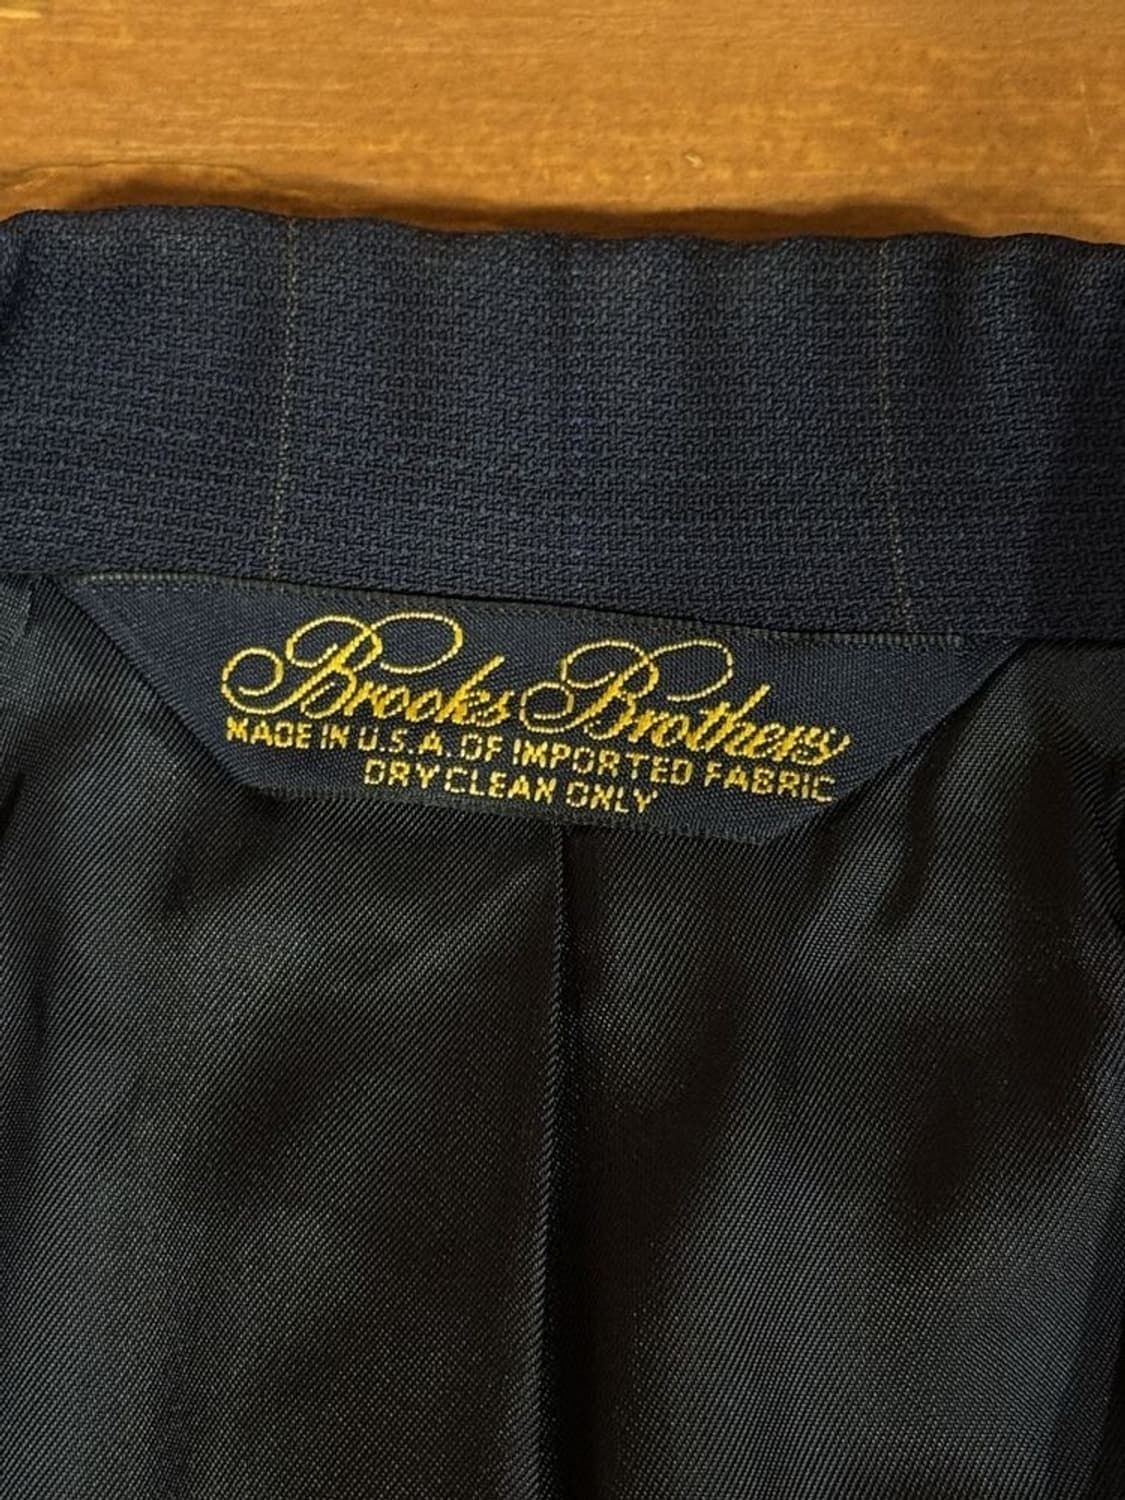 Brooks Brothers
MADE IN U.S.A. OF IMPORTED FABRIC
DRY CLEAN ONLY